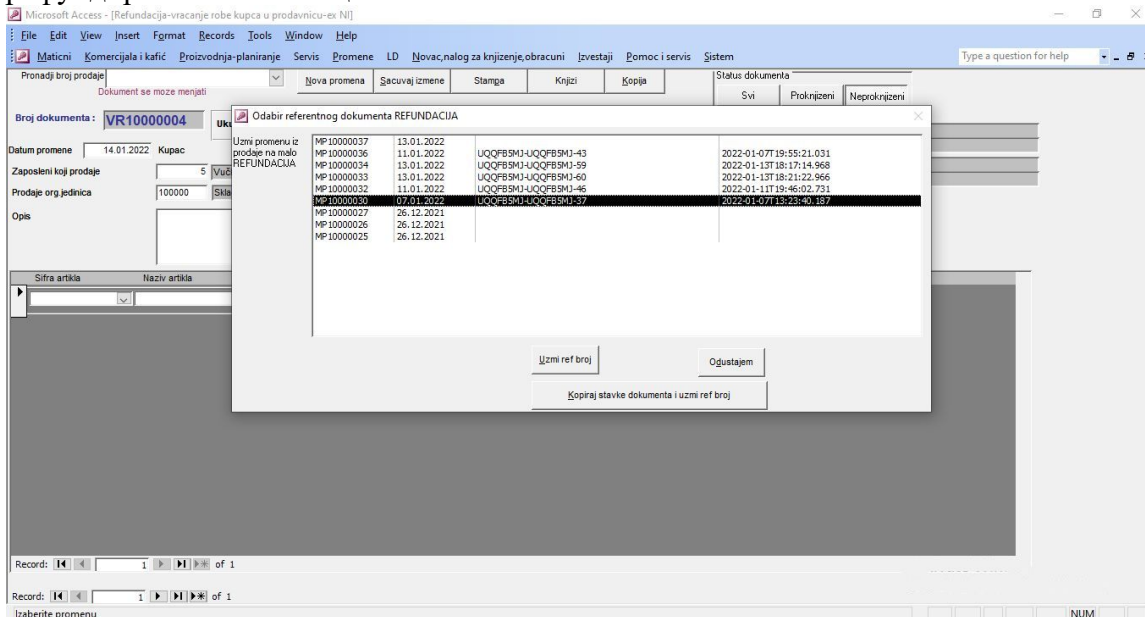 Microsoft Access - [Refundacija-vracanje robe kupca u prodavnicu-ex NI]
File Edit View Insert Format Records Tools Window Help
Maticni Komercijala i kafić Proizvodnja-planiranje Servis Promene LD Novac,nalog za knjizenje,obracuni Izvestaji Pomoc i servis Sistem Type a question for help
Pronadji broj prodaje Nova promena Sacuvaj izmene Stampa Knjizi Kopija Status dokumenta
Dokument se moze menjati Svi Proknjizeni Neproknjizeni
Broj dokumenta : VR10000004
Datum promene 14.01.2022 Kupac
Zaposleni koji prodaje 5
Prodaje org.jedinica 100000
Opis
Sifra artikla Naziv artikla
Odabir referentnog dokumenta REFUNDACIJA
Uzmi promenu iz prodaje na malo REFUNDACIJA
MP10000037 13.01.2022
MP10000036 11.01.2022 UQQFB5MJ-UQQFB5MJ-43 2022-01-07T19:55:21.031
MP10000034 13.01.2022 UQQFB5MJ-UQQFB5MJ-59 2022-01-13T18:17:14.968
MP10000033 13.01.2022 UQQFB5MJ-UQQFB5MJ-60 2022-01-13T18:21:22.966
MP10000032 11.01.2022 UQQFB5MJ-UQQFB5MJ-46 2022-01-11T19:46:02.731
MP10000030 07.01.2022 UQQFB5MJ-UQQFB5MJ-37 2022-01-07T13:23:40.187
MP10000027 26.12.2021
MP10000026 26.12.2021
MP10000025 26.12.2021
Uzmi ref broj Odustajem
Kopiraj stavke dokumenta i uzmi ref broj
Record: 1 of 1
Record: 1 of 1
Izaberite promenu NUM